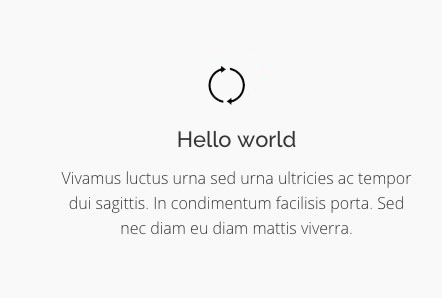 Hello world
Vivamus luctus urna sed urna ultricies ac tempor
dui sagittis. In condimentum facilisis porta. Sed
nec diam eu diam mattis viverra.